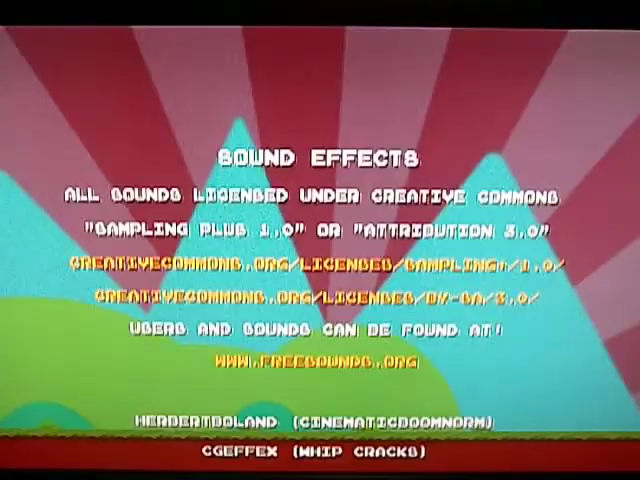 SOUND EFFECTS
ALL SOUNDS LICENSED UNDER CREATIVE COMMONS
"SAMPLING PLUS 1.0" OR "ATTRIBUTION 3.0"
CREATIVECOMMONS.ORG/LICENSES/SAMPLING+/1.0/
CREATIVECOMMONS.ORG/LICENSES/BY-SA/3.0/
USERS AND SOUNDS CAN BE FOUND AT:
WWW.FREESOUNDS.ORG
HERBERTBOLAND (CINEMATICBOOMNORM)
CGEFFEX (WHIP CRACKS)